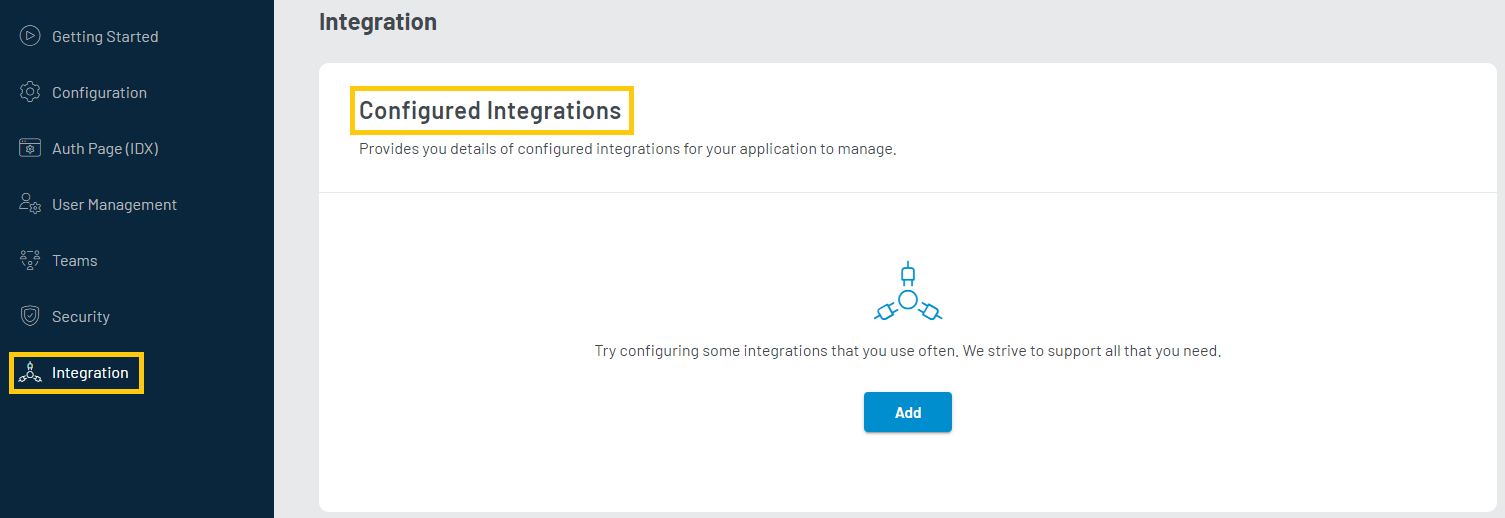 Getting Started
Configuration
Auth Page (IDX)
User Management
Teams
Security
Integration
Integration
Configured Integrations
Provides you details of configured integrations for your application to manage.
Try configuring some integrations that you use often. We strive to support all that you need.
Add